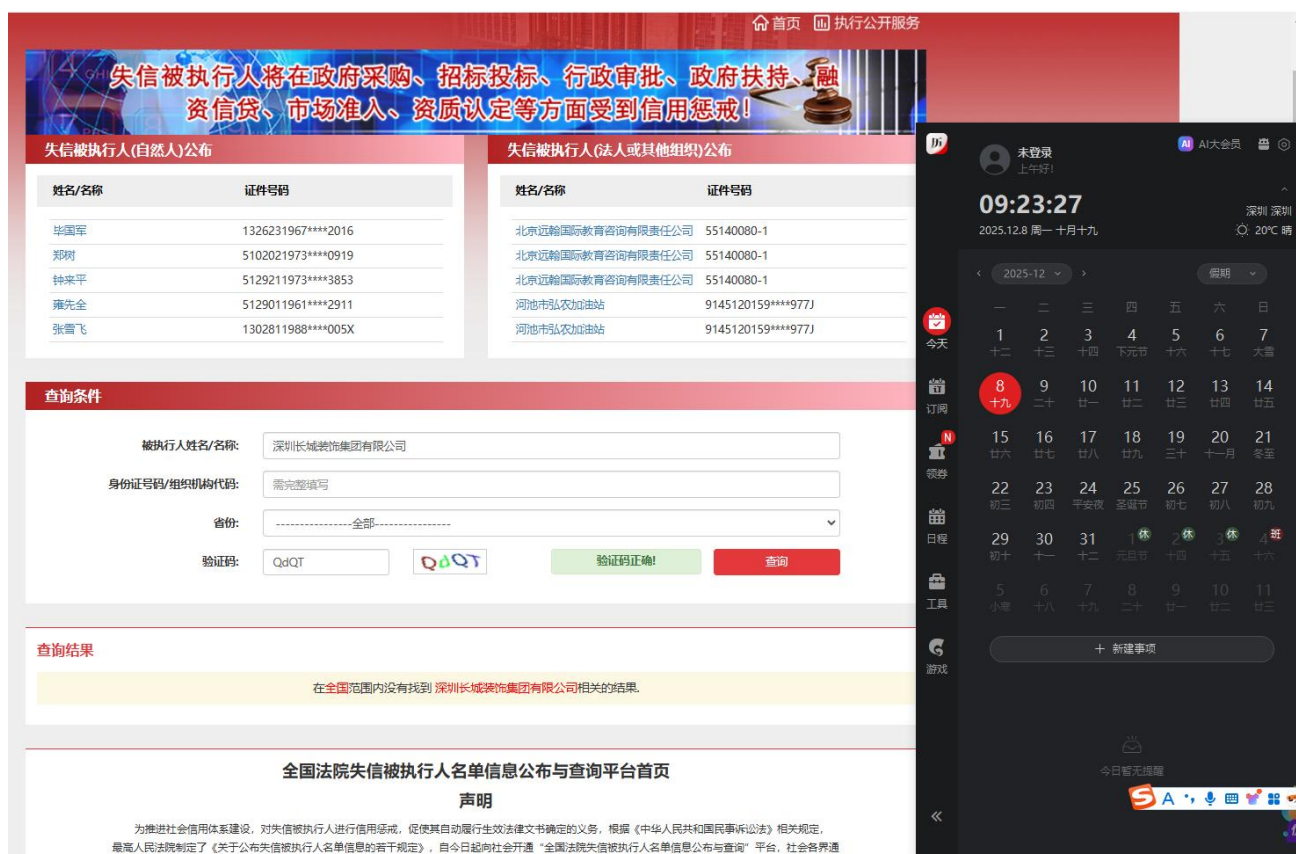 首页 执行公开服务
失信被执行人将在政府采购、招标投标、行政审批、政府扶持、融
资信贷、市场准入、资质认定等方面受到信用惩戒!
失信被执行人(自然人)公布
姓名/名称 证件号码
毕国军 1326231967****2016
郑树 5102021973****0919
钟来平 5129211973****3853
雍先全 5129011961****2911
张雪飞 1302811988****005X
失信被执行人(法人或其他组织)公布
姓名/名称 证件号码
北京远翰国际教育咨询有限责任公司 55140080-1
北京远翰国际教育咨询有限责任公司 55140080-1
北京远翰国际教育咨询有限责任公司 55140080-1
河池市弘农加油站 9145120159****977J
河池市弘农加油站 9145120159****977J
查询条件
被执行人姓名/名称: 深圳长城装饰集团有限公司
身份证号码/组织机构代码: 需完整填写
省份: ----------------全部----------------
验证码: QdQT QdQT 验证码正确! 查询
查询结果
在全国范围内没有找到 深圳长城装饰集团有限公司相关的结果.
全国法院失信被执行人名单信息公布与查询平台首页
声明
为推进社会信用体系建设,对失信被执行人进行信用惩戒,促使其自动履行生效法律文书确定的义务,根据《中华人民共和国民事诉讼法》相关规定,
最高人民法院制定了《关于公布失信被执行人名单信息的若干规定》,自今日起向社会开通“全国法院失信被执行人名单信息公布与查询”平台,社会各界通
未登录
上午好!
AI AI大会员
09:23:27
深圳 深圳
2025.12.8 周一 十月十九
20℃ 晴
2025-12 假期
一 二 三 四 五 六 日
1 2 3 4 5 6 7
十二 十三 十四 下元节 十六 十七 大雪
8 9 10 11 12 13 14
十九 二十 廿一 廿二 廿三 廿四 廿五
15 16 17 18 19 20 21
廿六 廿七 廿八 廿九 三十 十一月 冬至
22 23 24 25 26 27 28
初三 初四 平安夜 圣诞节 初七 初八 初九
29 30 31 1休 2休 3休 4班
初十 十一 十二 元旦节 十四 十五 十六
5 6 7 8 9 10 11
小寒 十八 十九 二十 廿一 廿二 廿三
今天
订阅
N
领券
日程
工具
游戏
+ 新建事项
今日暂无提醒
S A